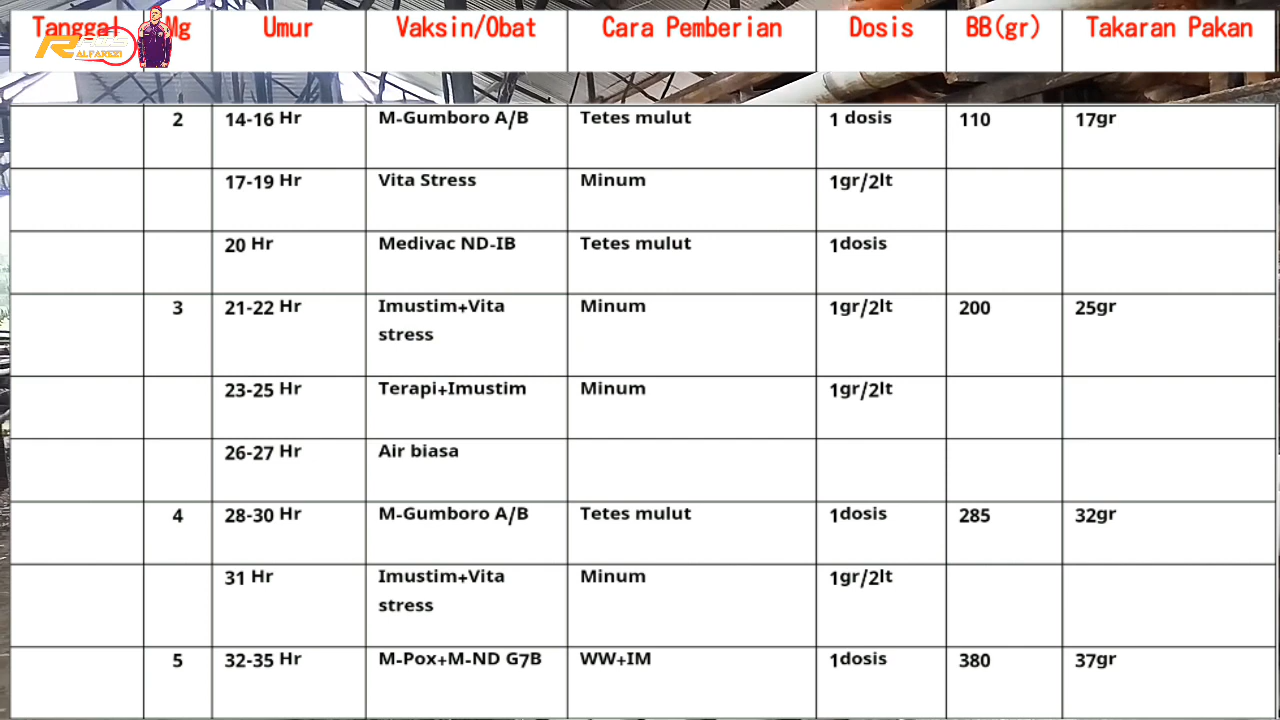 Tanggal Mg Umur Vaksin/Obat Cara Pemberian Dosis BB(gr) Takaran Pakan
ALFAREZI
2 14-16 Hr M-Gumboro A/B Tetes mulut 1 dosis 110 17gr
17-19 Hr Vita Stress Minum 1gr/2lt
20 Hr Medivac ND-IB Tetes mulut 1dosis
3 21-22 Hr Imustim+Vita Minum 1gr/2lt 200 25gr
stress
23-25 Hr Terapi+Imustim Minum 1gr/2lt
26-27 Hr Air biasa
4 28-30 Hr M-Gumboro A/B Tetes mulut 1dosis 285 32gr
31 Hr Imustim+Vita Minum 1gr/2lt
stress
5 32-35 Hr M-Pox+M-ND G7B WW+IM 1dosis 380 37gr